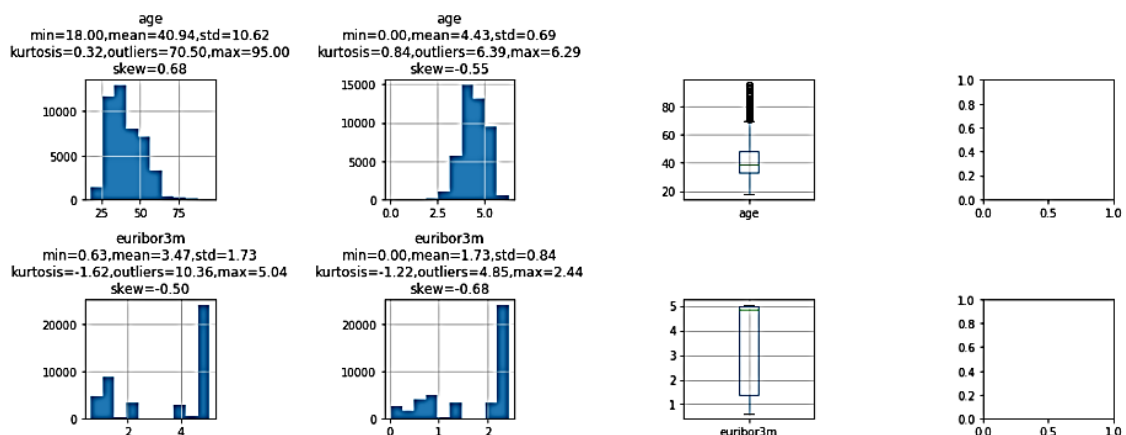 age
min=18.00,mean=40.94,std=10.62
kurtosis=0.32,outliers=70.50,max=95.00
skew=0.68
10000
5000
0
25 50 75
age
min=0.00,mean=4.43,std=0.69
kurtosis=0.84,outliers=6.39,max=6.29
skew=-0.55
15000
10000
5000
0
0.0 2.5 5.0
80
60
40
20
age
1.0
0.8
0.6
0.4
0.2
0.0
0.0 0.5 1.0
euribor3m
min=0.63,mean=3.47,std=1.73
kurtosis=-1.62,outliers=10.36,max=5.04
skew=-0.50
20000
10000
0
2 4
euribor3m
min=0.00,mean=1.73,std=0.84
kurtosis=-1.22,outliers=4.85,max=2.44
skew=-0.68
20000
10000
0
0 1 2
5
4
3
2
1
euribor3m
1.0
0.8
0.6
0.4
0.2
0.0
0.0 0.5 1.0